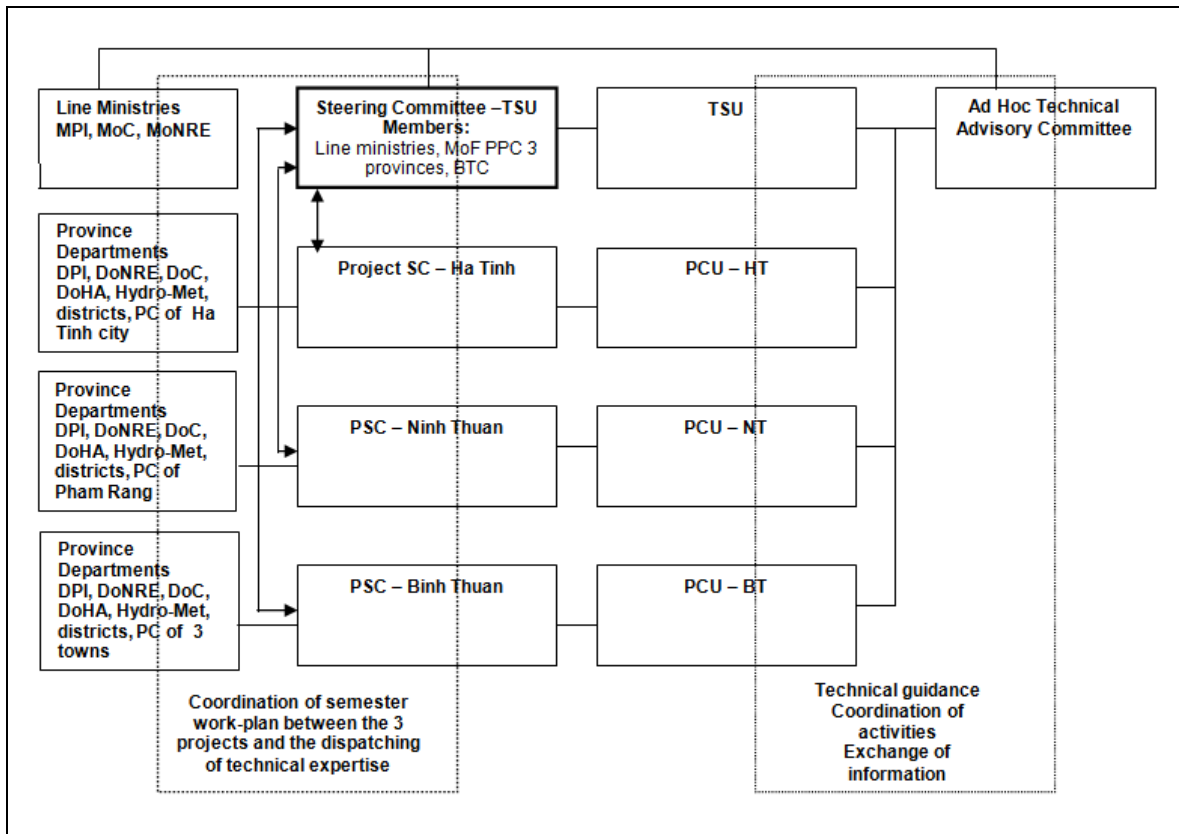 Line Ministries
MPI, MoC, MoNRE
Steering Committee –TSU
Members:
Line ministries, MoF PPC 3
provinces, BTC
TSU
Ad Hoc Technical
Advisory Committee
Province
Departments
DPI, DoNRE, DoC,
DoHA, Hydro-Met,
districts, PC of Ha
Tinh city
Project SC – Ha Tinh
PCU – HT
Province
Departments
DPI, DoNRE, DoC,
DoHA, Hydro-Met,
districts, PC of
Pham Rang
PSC – Ninh Thuan
PCU – NT
Province
Departments
DPI, DoNRE, DoC,
DoHA, Hydro-Met,
districts, PC of 3
towns
PSC – Binh Thuan
PCU – BT
Coordination of semester
work-plan between the 3
projects and the dispatching
of technical expertise
Technical guidance
Coordination of
activities
Exchange of
information